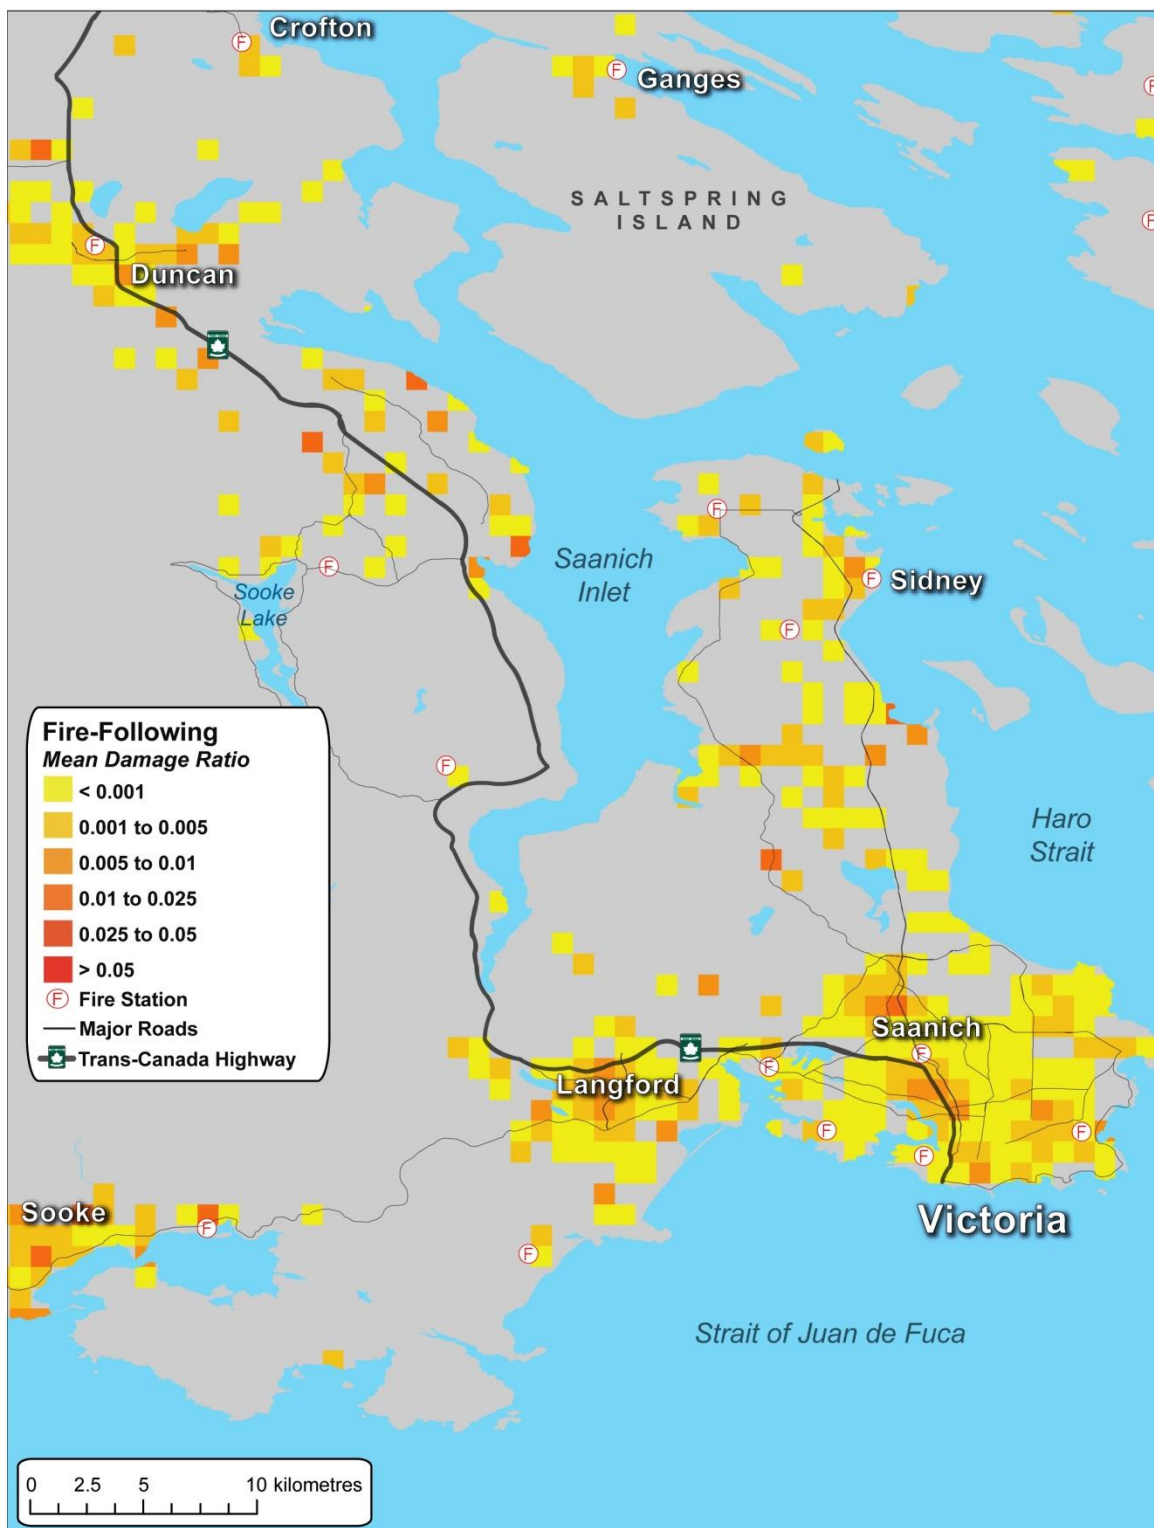 Crofton
Ganges
SALTSPRING
ISLAND
Duncan
Saanich
Inlet
Sidney
Sooke
Lake
Fire-Following
Mean Damage Ratio
< 0.001
0.001 to 0.005
0.005 to 0.01
0.01 to 0.025
0.025 to 0.05
> 0.05
F Fire Station
Major Roads
Trans-Canada Highway
Haro
Strait
Saanich
Langford
Sooke
Victoria
Strait of Juan de Fuca
0 2.5 5 10 kilometres